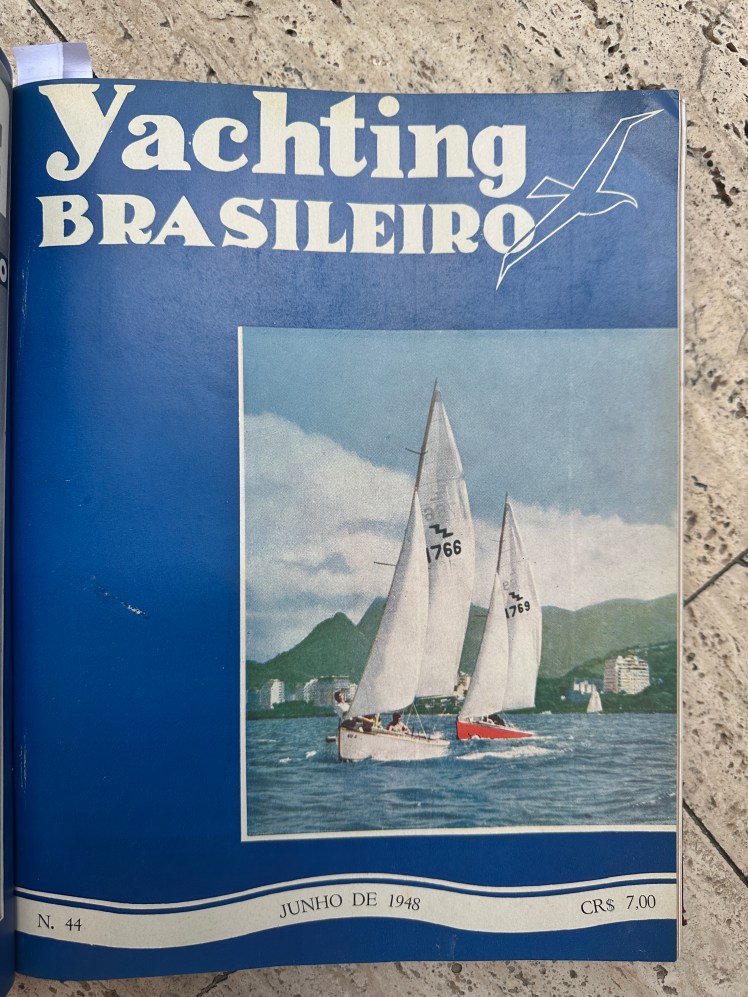 Yachting
BRASILEIRO
1766
1769
N. 44
JUNHO DE 1948
CR$ 7,00